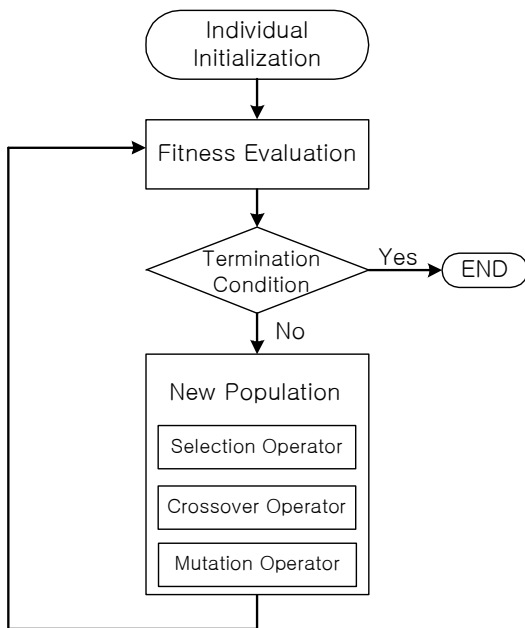 Individual
Initialization
Fitness Evaluation
Termination
Condition
Yes
END
No
New Population
Selection Operator
Crossover Operator
Mutation Operator